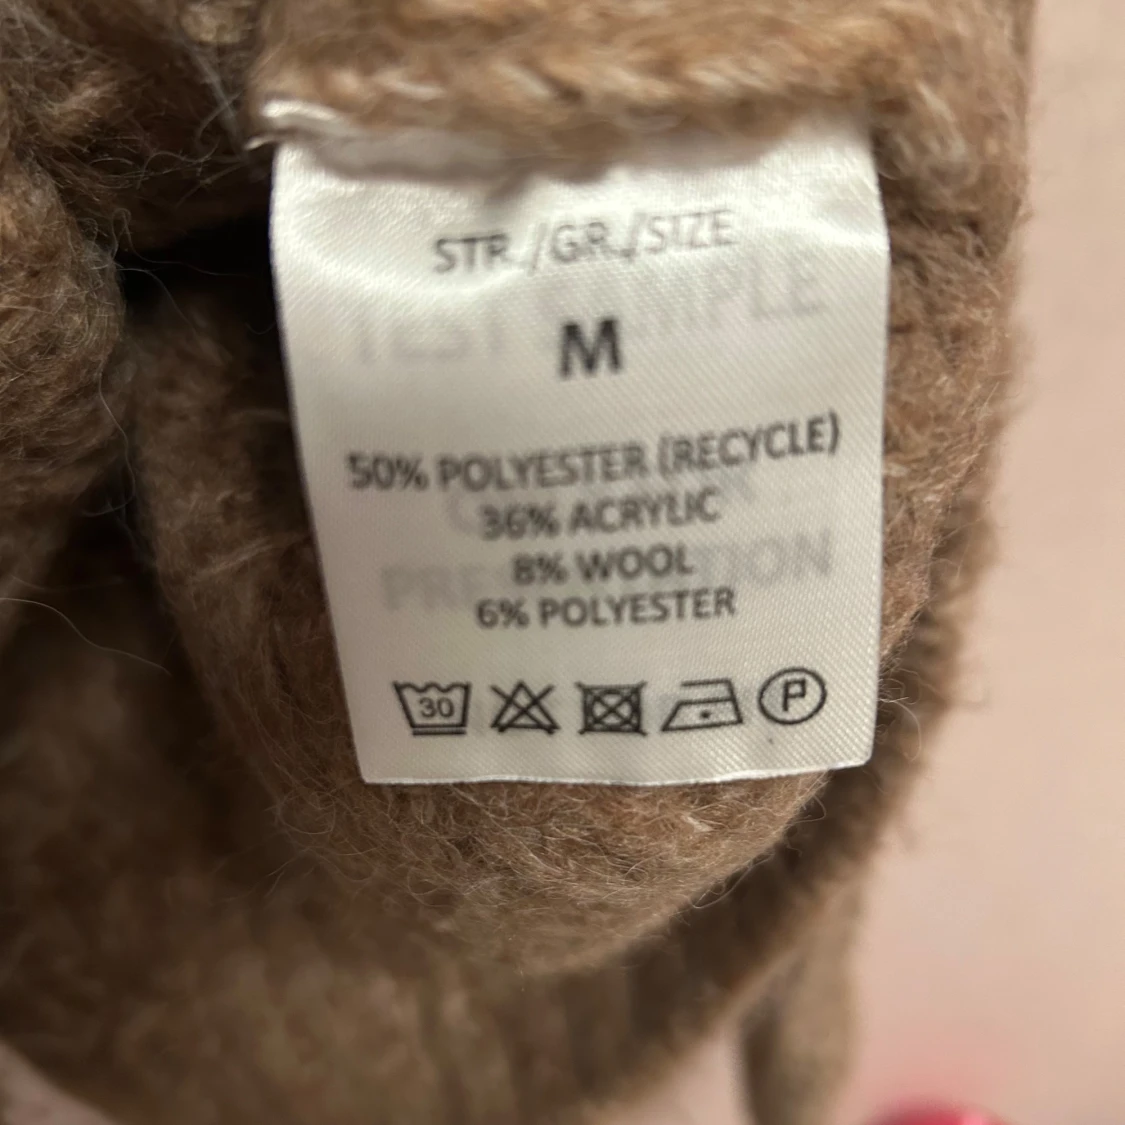 STR./GR./SIZE
M
50% POLYESTER (RECYCLE)
36% ACRYLIC
8% WOOL
6% POLYESTER
30
P